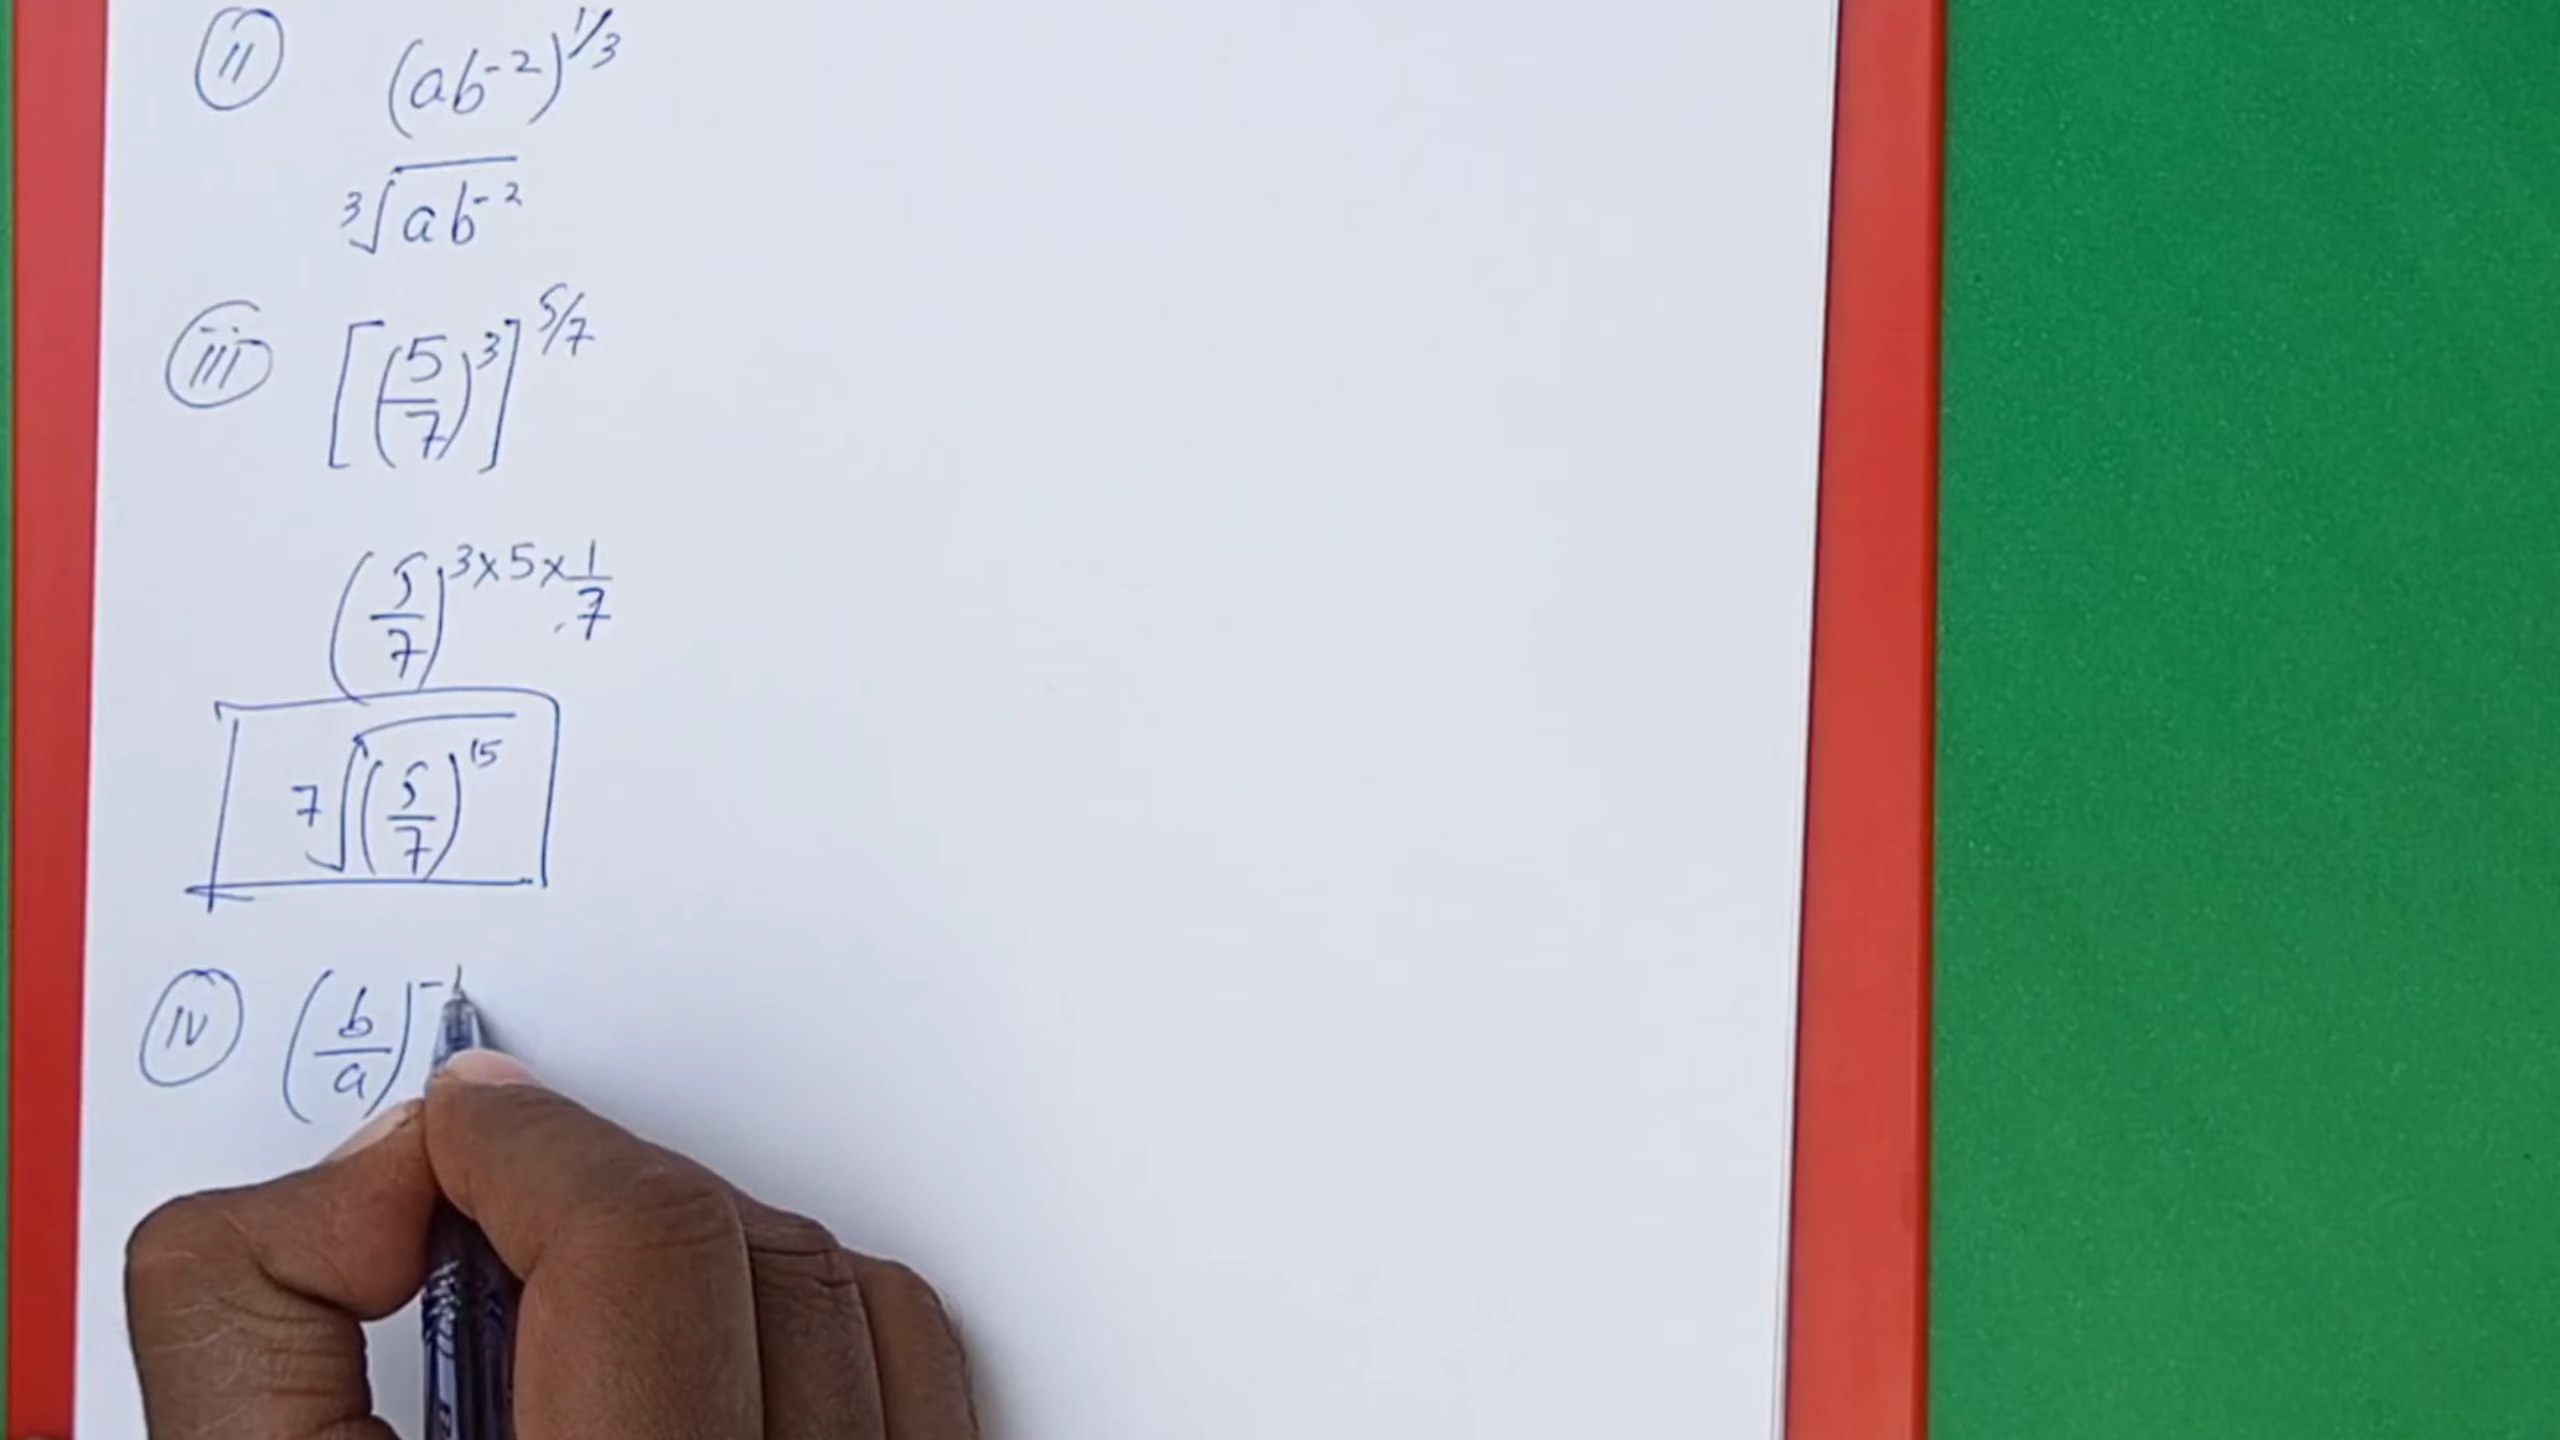 ii (ab⁻²)^1/3
³√ab⁻²
iii [(5/7)³]^5/7
(5/7)^3×5×1/7
⁷√(5/7)¹⁵
iv (b/a)⁻